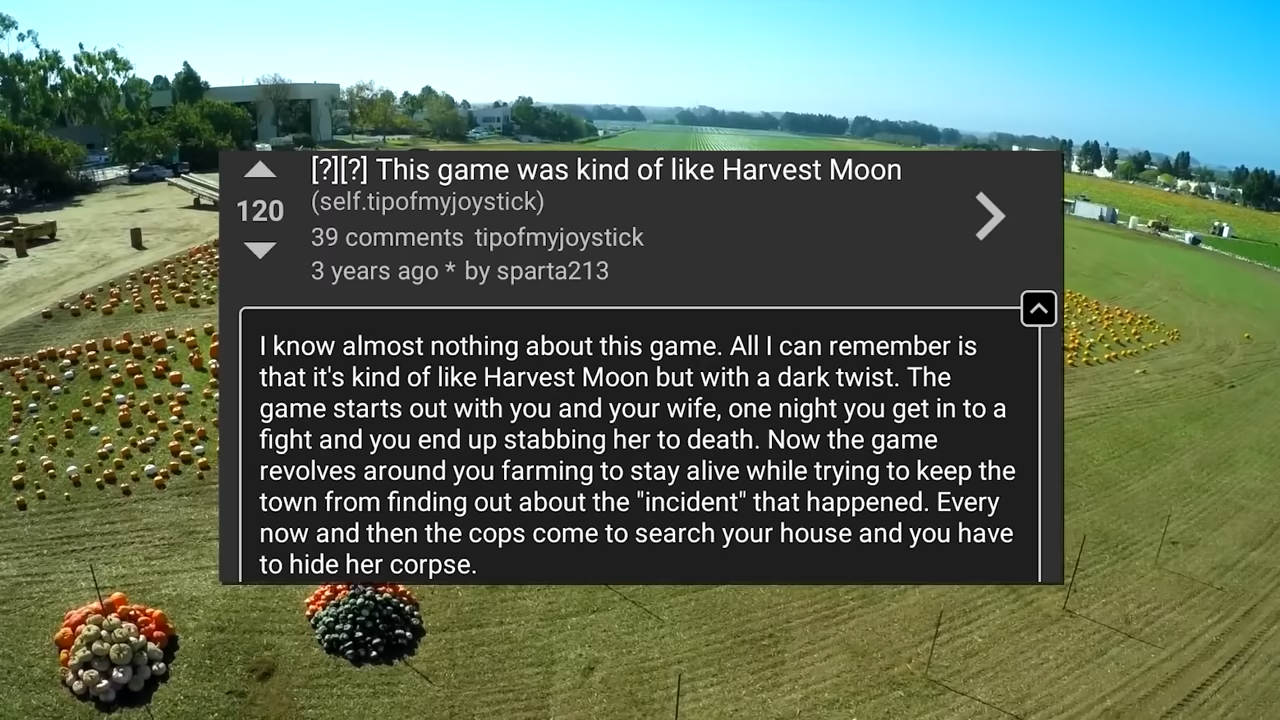 [?][?] This game was kind of like Harvest Moon
(self.tipofmyjoystick)
120
39 comments tipofmyjoystick
3 years ago * by sparta213
I know almost nothing about this game. All I can remember is
that it's kind of like Harvest Moon but with a dark twist. The
game starts out with you and your wife, one night you get in to a
fight and you end up stabbing her to death. Now the game
revolves around you farming to stay alive while trying to keep the
town from finding out about the "incident" that happened. Every
now and then the cops come to search your house and you have
to hide her corpse.